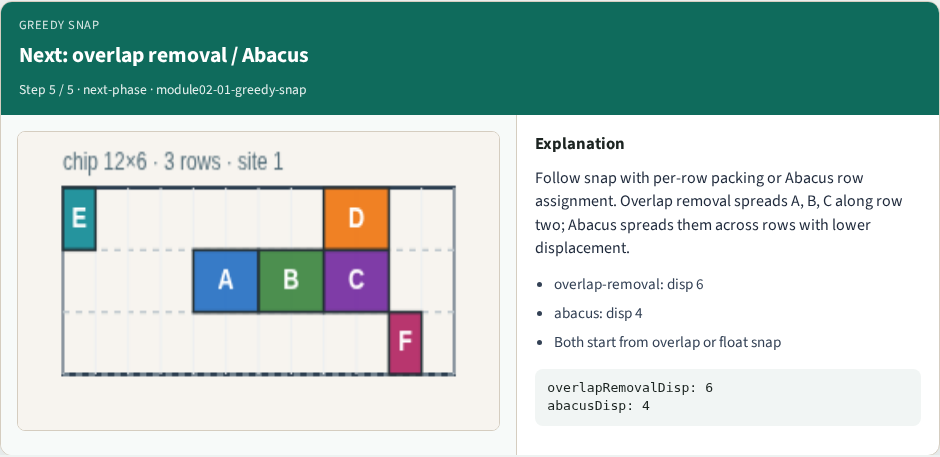 GREEDY SNAP
Next: overlap removal / Abacus
Step 5 / 5 · next-phase · module02-01-greedy-snap
chip 12×6 · 3 rows · site 1
E
D
A
B
C
F
Explanation
Follow snap with per-row packing or Abacus row
assignment. Overlap removal spreads A, B, C along row
two; Abacus spreads them across rows with lower
displacement.
• overlap-removal: disp 6
• abacus: disp 4
• Both start from overlap or float snap
overlapRemovalDisp: 6
abacusDisp: 4